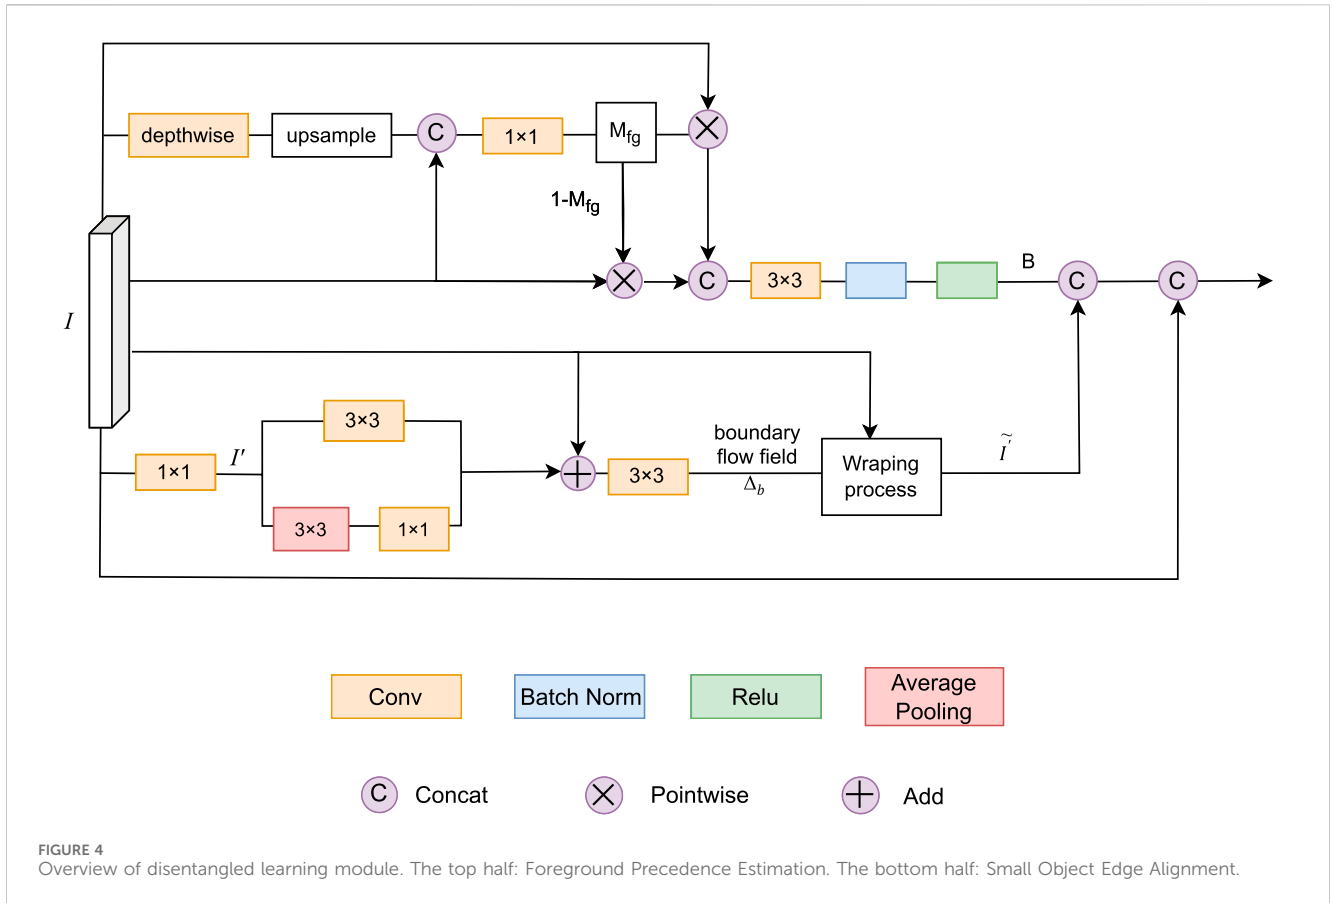 depthwise
upsample
C
1×1
Mfg
1-Mfg
C
3×3
B
C
C
I
3×3
1×1
I′
3×3
1×1
3×3
boundary
flow field
Δb
Wraping
process
Ĩ′
Conv
Batch Norm
Relu
Average
Pooling
C
Concat
Pointwise
Add
FIGURE 4
Overview of disentangled learning module. The top half: Foreground Precedence Estimation. The bottom half: Small Object Edge Alignment.